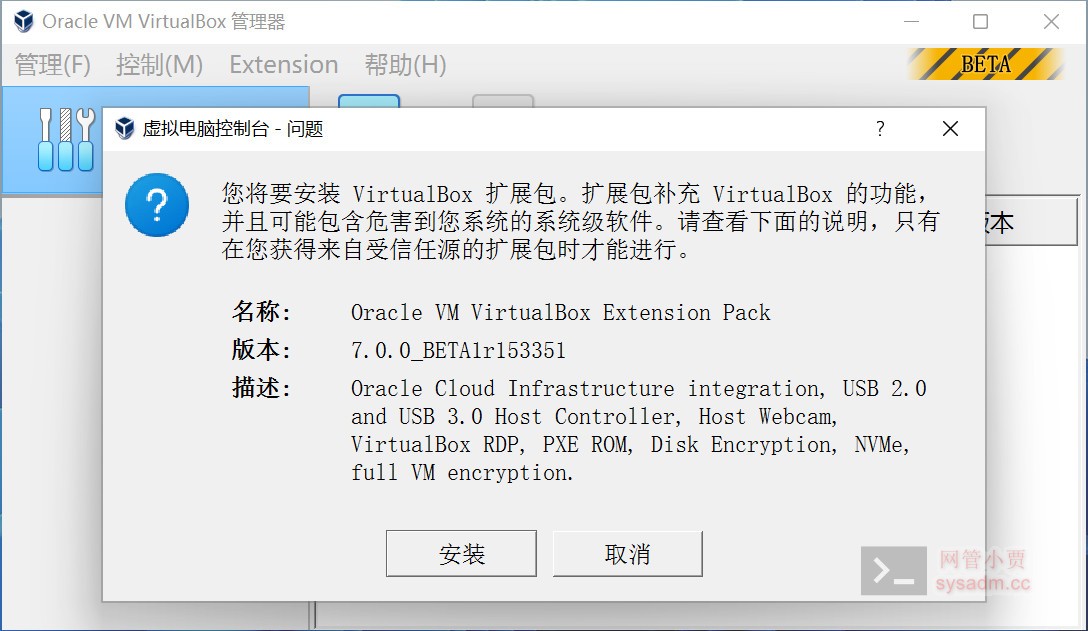 Oracle VM VirtualBox 管理器
管理(F) 控制(M) Extension 帮助(H)
BETA
虚拟电脑控制台 - 问题
您将要安装 VirtualBox 扩展包。扩展包补充 VirtualBox 的功能，
并且可能包含危害到您系统的系统级软件。请查看下面的说明，只有
在您获得来自受信任源的扩展包时才能进行。
名称: Oracle VM VirtualBox Extension Pack
版本: 7.0.0_BETA1r153351
描述: Oracle Cloud Infrastructure integration, USB 2.0
and USB 3.0 Host Controller, Host Webcam,
VirtualBox RDP, PXE ROM, Disk Encryption, NVMe,
full VM encryption.
安装 取消
版本
网管小贾
sysadm.cc